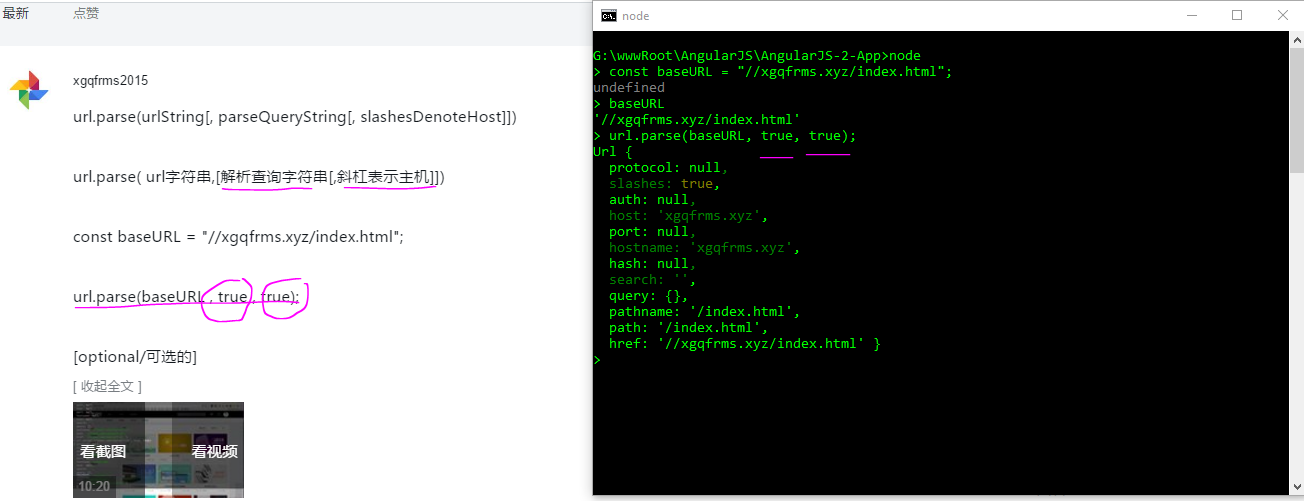 最新 点赞
xgqfrms2015
url.parse(urlString[, parseQueryString[, slashesDenoteHost]])
url.parse( url字符串,[解析查询字符串[,斜杠表示主机]])
const baseURL = "//xgqfrms.xyz/index.html";
url.parse(baseURL , true , true);
[optional/可选的]
[ 收起全文 ]
看截图 看视频
10:20
node
G:\wwwRoot\AngularJS\AngularJS-2-App>node
> const baseURL = "//xgqfrms.xyz/index.html";
undefined
> baseURL
'//xgqfrms.xyz/index.html'
> url.parse(baseURL, true, true);
Url {
  protocol: null,
  slashes: true,
  auth: null,
  host: 'xgqfrms.xyz',
  port: null,
  hostname: 'xgqfrms.xyz',
  hash: null,
  search: '',
  query: {},
  pathname: '/index.html',
  path: '/index.html',
  href: '//xgqfrms.xyz/index.html' }
>